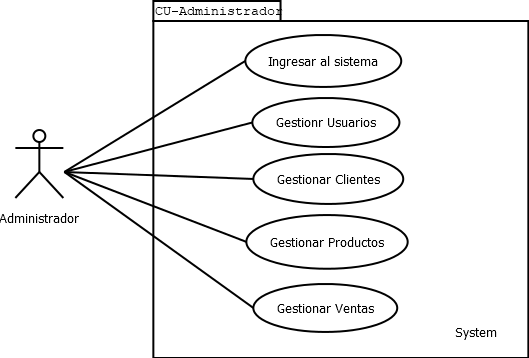 CU-Administrador
Ingresar al sistema
Gestionr Usuarios
Gestionar Clientes
Administrador
Gestionar Productos
Gestionar Ventas
System